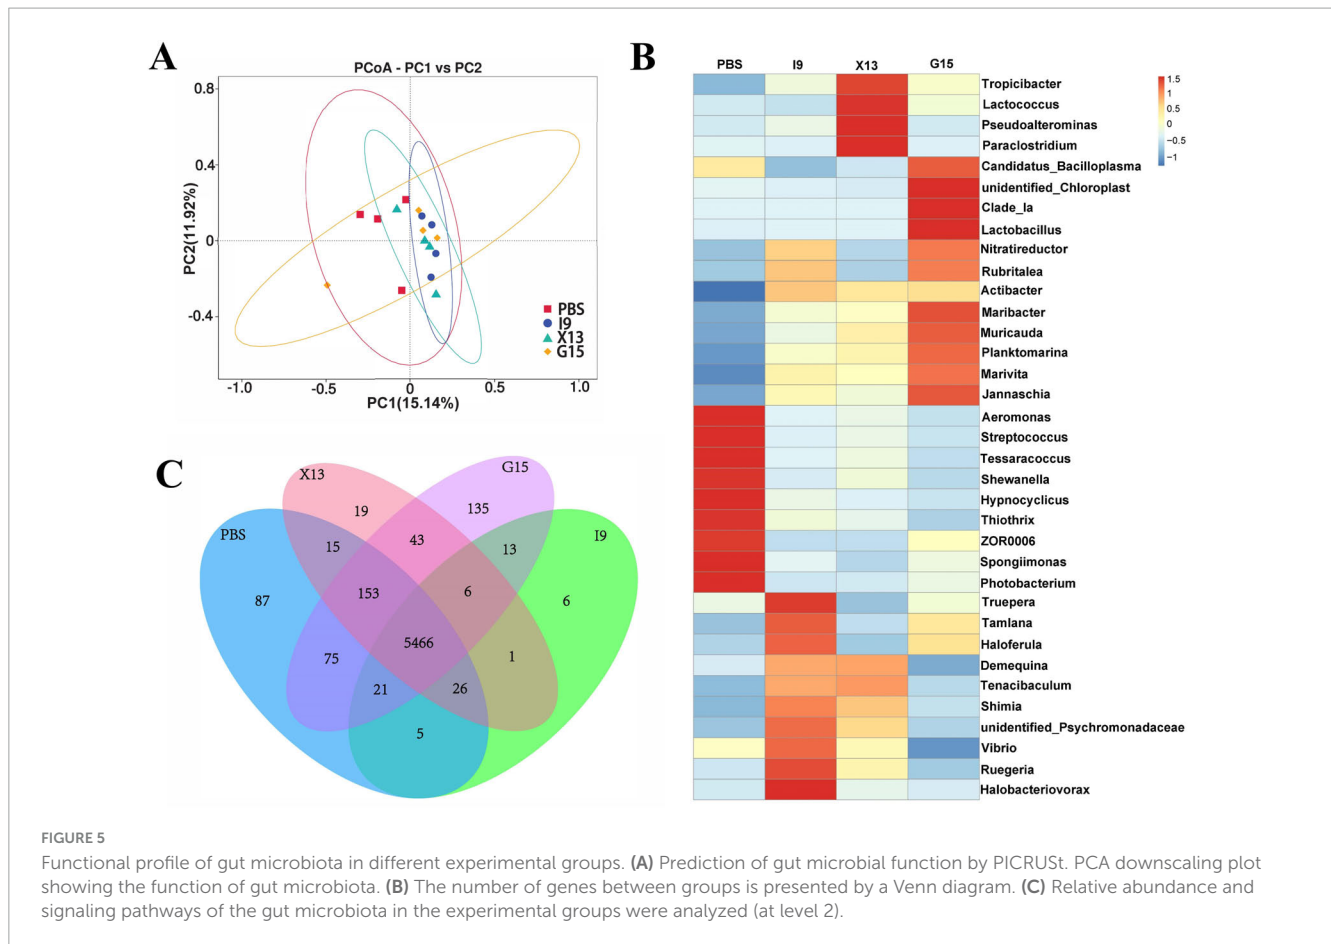 A
PCoA - PC1 vs PC2
0.8
0.4
0
-0.4
PC2(11.92%)
-1.0 -0.5 0 0.5 1.0
PC1(15.14%)
PBS
I9
X13
G15
B
PBS I9 X13 G15
Tropicibacter
Lactococcus
Pseudoalterominas
Paraclostridium
Candidatus_Bacilloplasma
unidentified_Chloroplast
Clade_Ia
Lactobacillus
Nitratireductor
Rubritalea
Actibacter
Maribacter
Muricauda
Planktomarina
Marivita
Jannaschia
Aeromonas
Streptococcus
Tessaracoccus
Shewanella
Hypnocyclicus
Thiothrix
ZOR0006
Spongiimonas
Photobacterium
Truepera
Tamlana
Haloferula
Demequina
Tenacibaculum
Shimia
unidentified_Psychromonadaceae
Vibrio
Ruegeria
Halobacteriovorax
1.5
1
0.5
0
−0.5
−1
C
X13
G15
PBS
I9
19
135
15
43
13
87
153
6
6
5466
75
1
21
26
5
FIGURE 5
Functional profile of gut microbiota in different experimental groups. (A) Prediction of gut microbial function by PICRUSt. PCA downscaling plot
showing the function of gut microbiota. (B) The number of genes between groups is presented by a Venn diagram. (C) Relative abundance and
signaling pathways of the gut microbiota in the experimental groups were analyzed (at level 2).